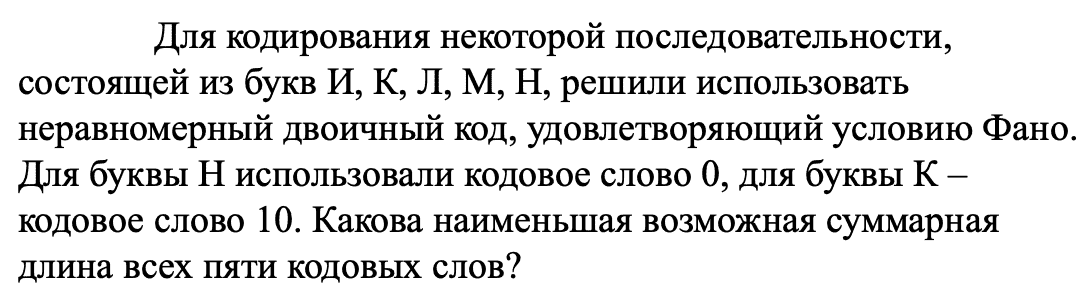 Для кодирования некоторой последовательности,
состоящей из букв И, К, Л, М, Н, решили использовать
неравномерный двоичный код, удовлетворяющий условию Фано.
Для буквы Н использовали кодовое слово 0, для буквы К –
кодовое слово 10. Какова наименьшая возможная суммарная
длина всех пяти кодовых слов?